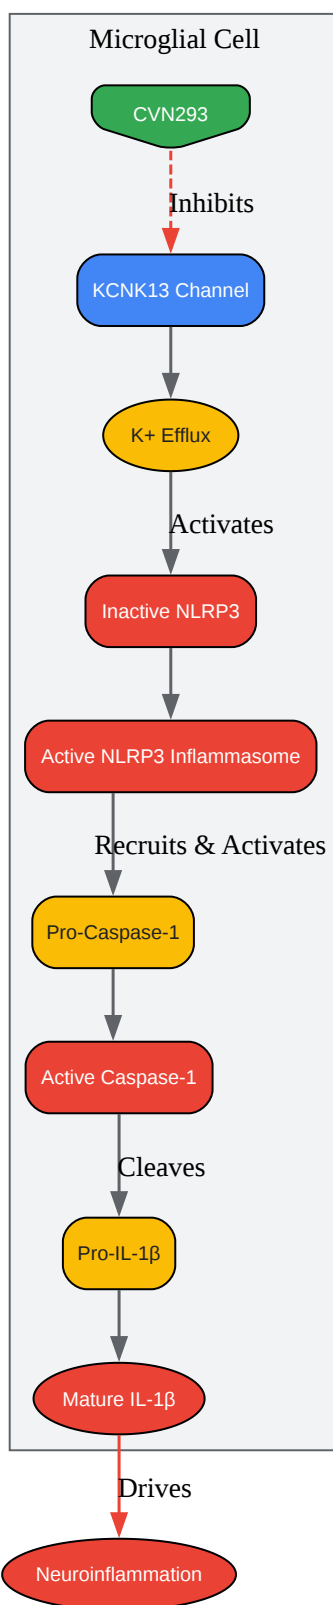 Microglial Cell
CVN293
Inhibits
KCNK13 Channel
K+ Efflux
Activates
Inactive NLRP3
Active NLRP3 Inflammasome
Recruits & Activates
Pro-Caspase-1
Active Caspase-1
Cleaves
Pro-IL-1β
Mature IL-1β
Drives
Neuroinflammation